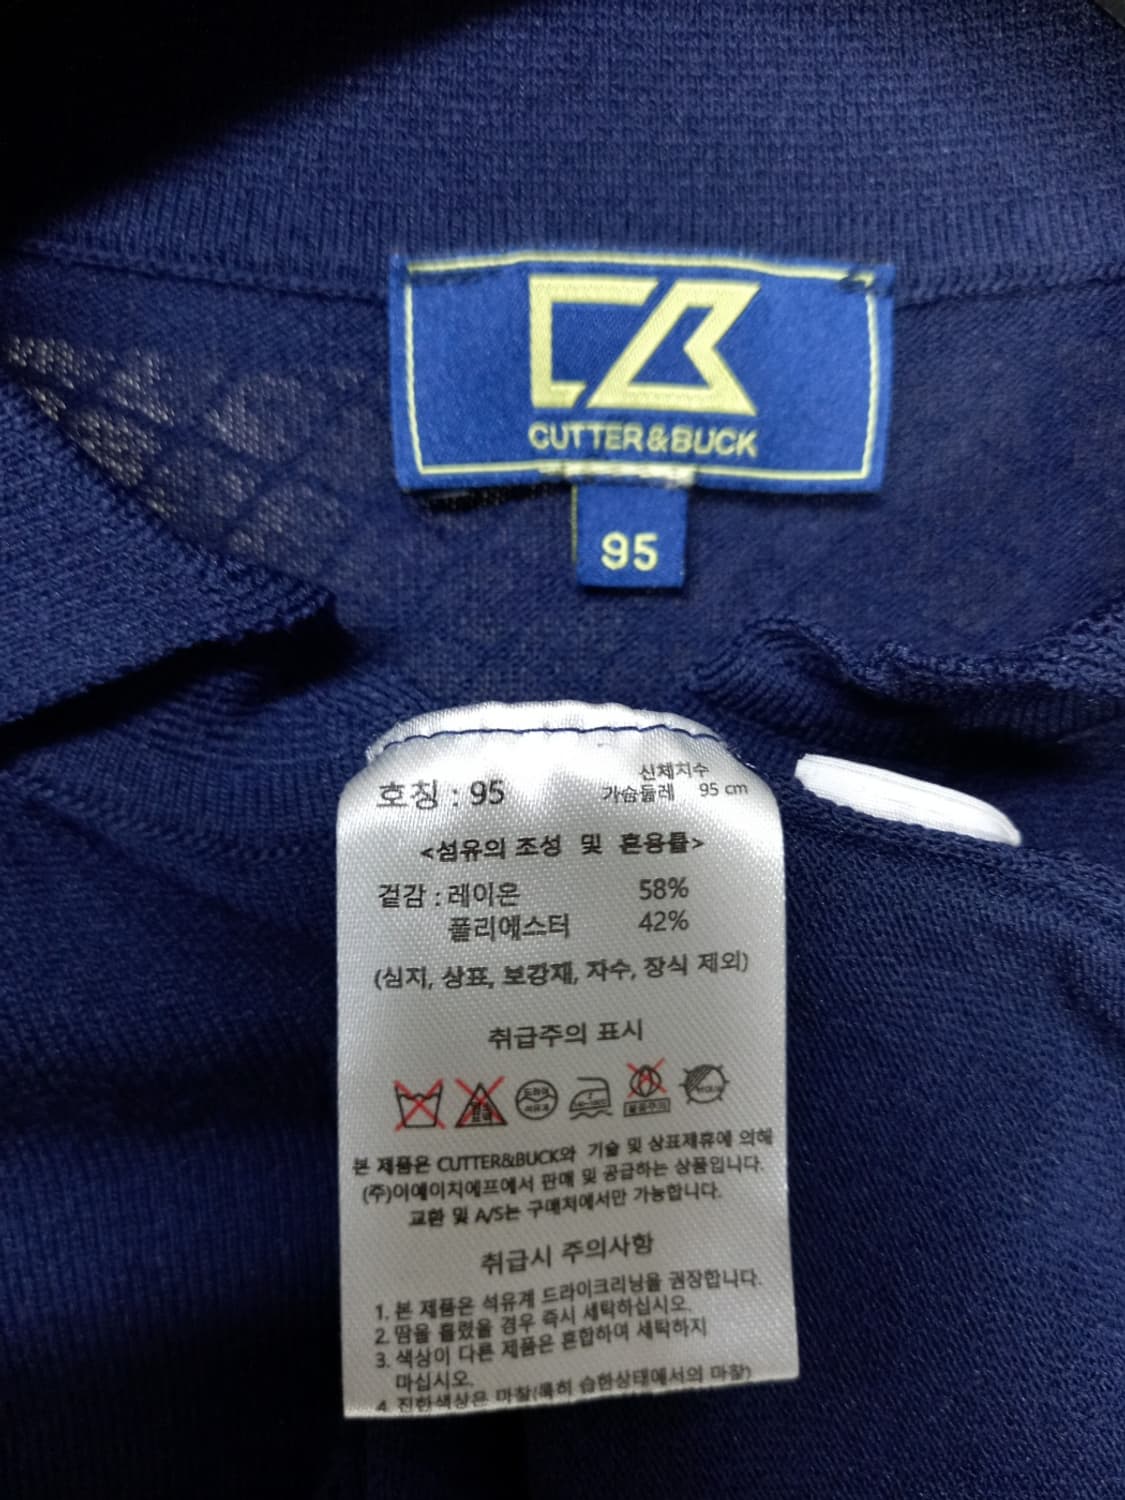 CUTTER&BUCK
95
호칭 : 95
신체치수
가슴둘레 95 cm
<섬유의 조성 및 혼용률>
겉감 : 레이온 58%
폴리에스터 42%
(심지, 상표, 보강재, 자수, 장식 제외)
취급주의 표시
본 제품은 CUTTER&BUCK와 기술 및 상표제휴에 의해
(주)이에이치에프에서 판매 및 공급하는 상품입니다.
교환 및 A/S는 구매처에서만 가능합니다.
취급시 주의사항
1. 본 제품은 석유계 드라이크리닝을 권장합니다.
2. 땀을 흘렸을 경우 즉시 세탁하십시오.
3. 색상이 다른 제품은 혼합하여 세탁하지
마십시오.
4. 진한색상은 마찰(특히 습한상태에서의 마찰)